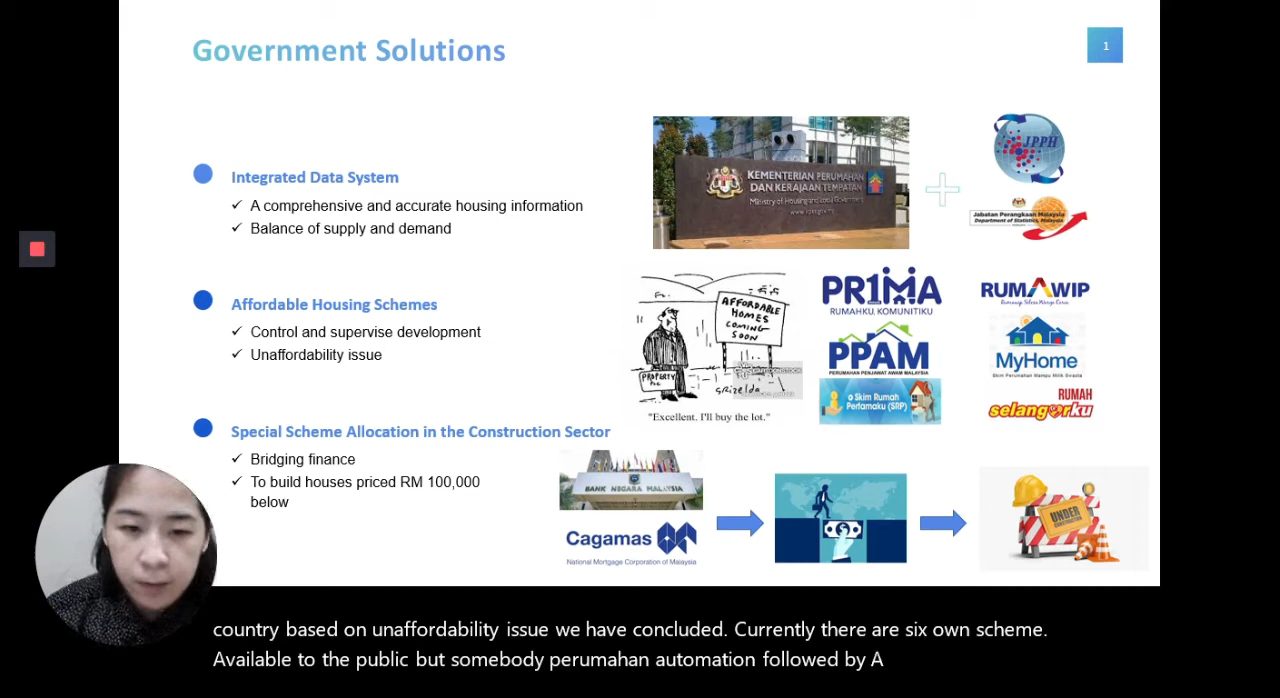 Government Solutions
1
Integrated Data System
✓ A comprehensive and accurate housing information
✓ Balance of supply and demand
KEMENTERIAN PERUMAHAN
DAN KERAJAAN TEMPATAN
Ministry of Housing and Local Government
JPPH
Jabatan Perangkaan Malaysia
Department of Statistics, Malaysia
Affordable Housing Schemes
✓ Control and supervise development
✓ Unaffordability issue
AFFORDABLE
HOMES
COMING
SOON
PROPERTY
GRIZELDA
"Excellent. I'll buy the lot."
PR1MA
RUMAHKU, KOMUNITIKU
PPAM
PERUMAHAN PENJAWAT AWAM MALAYSIA
Skim Rumah
Pertamaku (SRP)
RUMAWIP
MyHome
Skim Perumahan Mampu Milik Swasta
RUMAH
selangorku
Special Scheme Allocation in the Construction Sector
✓ Bridging finance
✓ To build houses priced RM 100,000
below
BANK NEGARA MALAYSIA
Cagamas
National Mortgage Corporation of Malaysia
UNDER
CONSTRUCTION
country based on unaffordability issue we have concluded. Currently there are six own scheme.
Available to the public but somebody perumahan automation followed by A